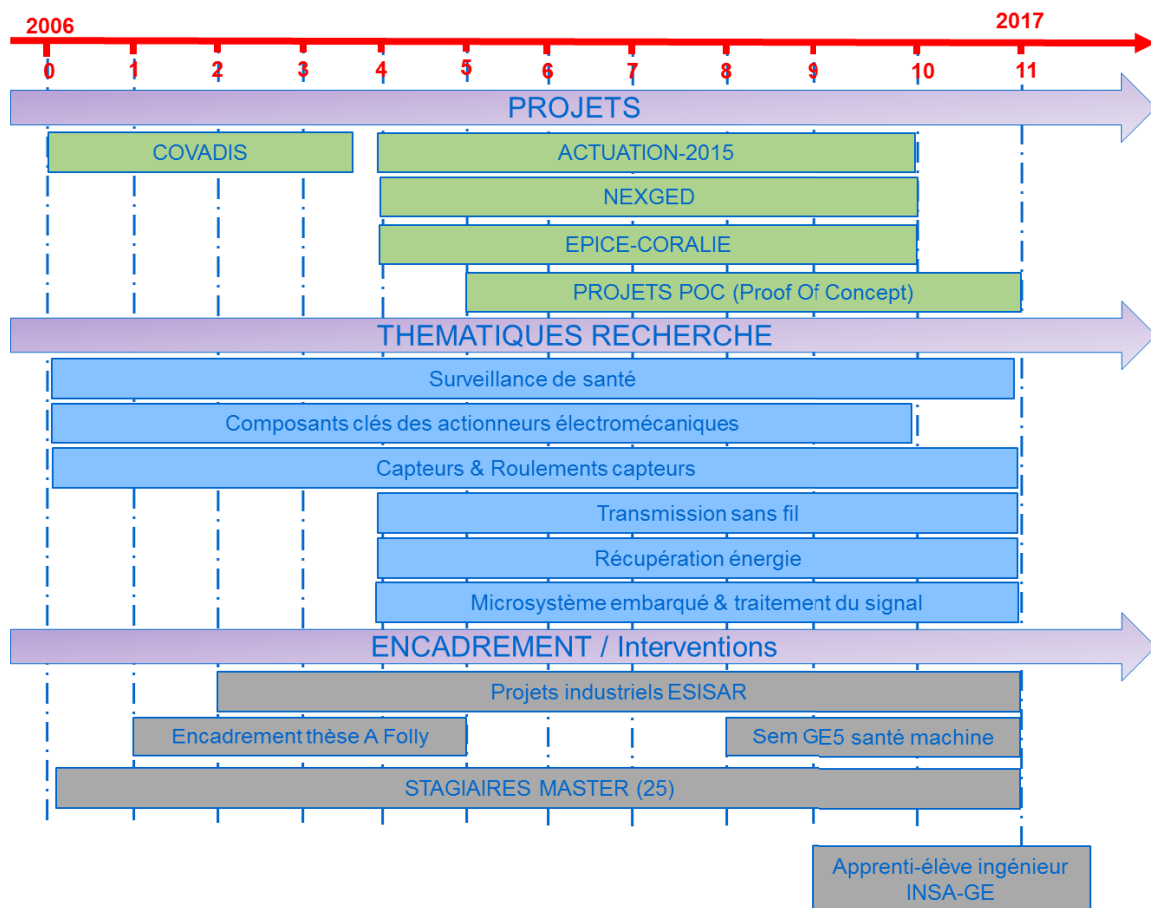 2006
2017
0 1 2 3 4 5 6 7 8 9 10 11
PROJETS
COVADIS
ACTUATION-2015
NEXGED
EPICE-CORALIE
PROJETS POC (Proof Of Concept)
THEMATIQUES RECHERCHE
Surveillance de santé
Composants clés des actionneurs électromécaniques
Capteurs & Roulements capteurs
Transmission sans fil
Récupération énergie
Microsystème embarqué & traitement du signal
ENCADREMENT / Interventions
Projets industriels ESISAR
Encadrement thèse A Folly
Sem GE5 santé machine
STAGIAIRES MASTER (25)
Apprenti-élève ingénieur
INSA-GE